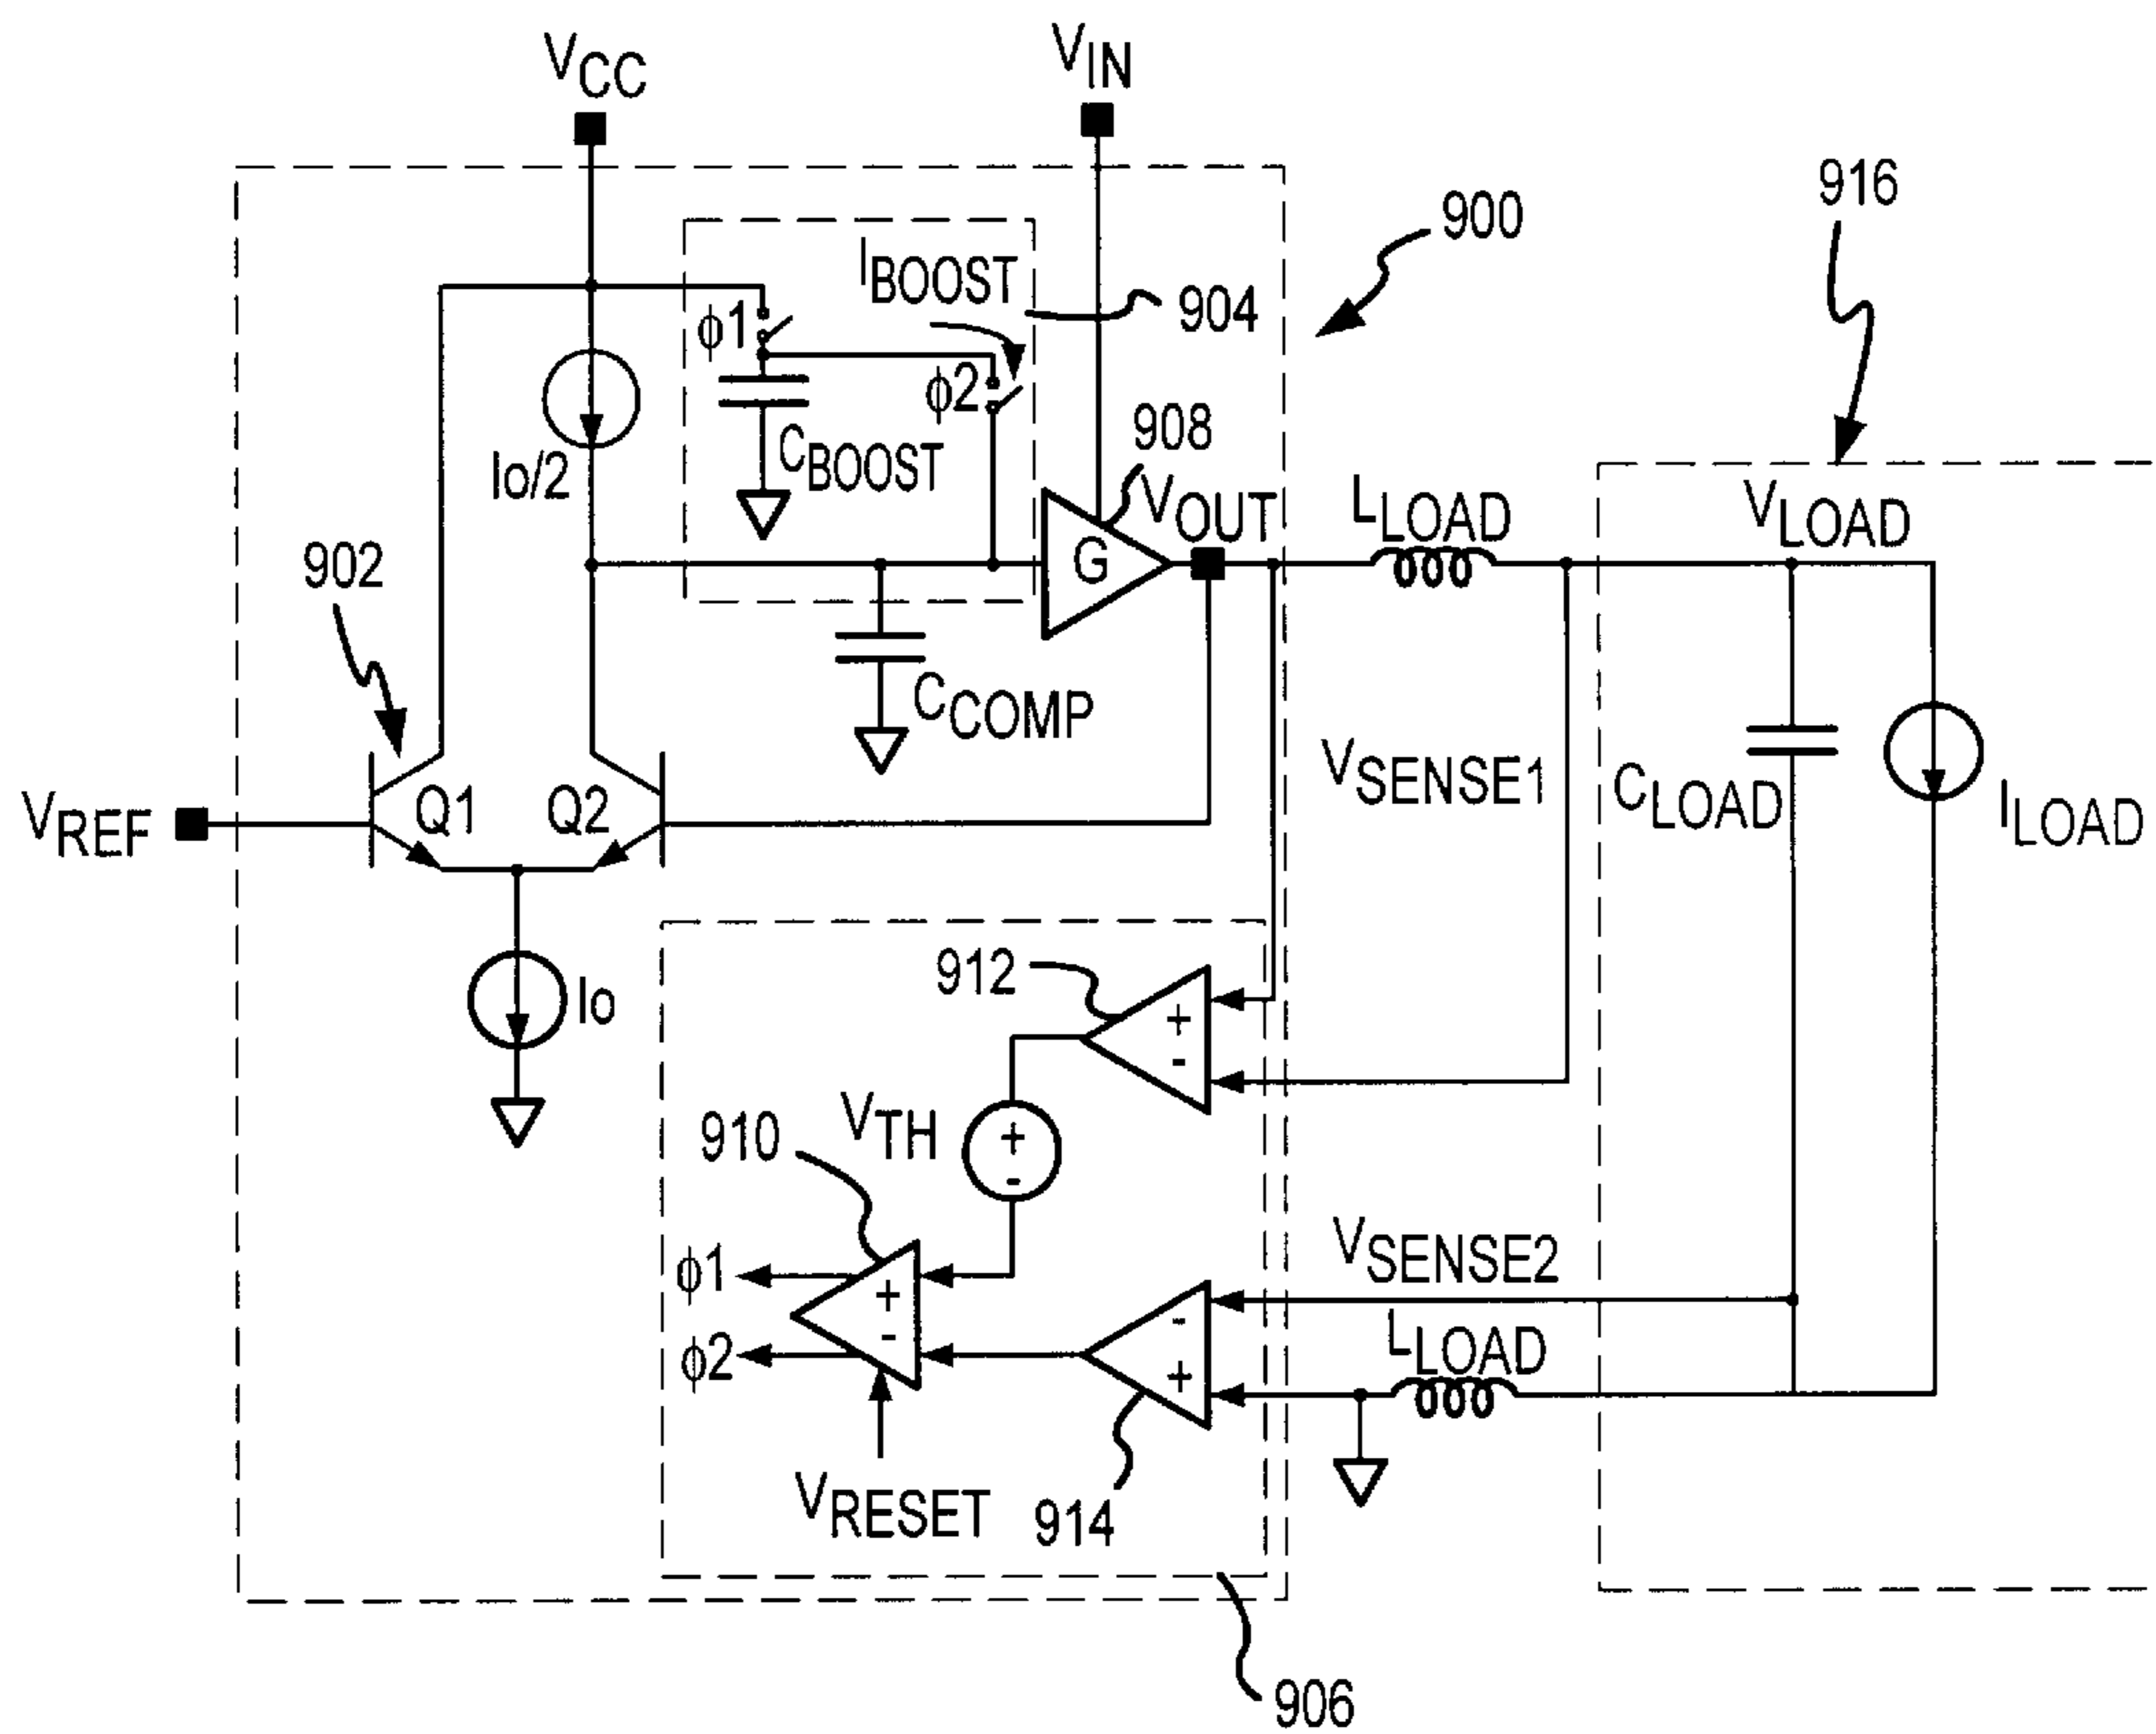 VCC
VIN
916
900
IBOOST
904
ϕ1
ϕ2
908
CBOOST
Io/2
VOUT
LLOAD
VLOAD
902
G
CCOMP
VSENSE1
CLOAD
ILOAD
VREF
Q1
Q2
912
Io
+
-
VTH
910
+
-
VSENSE2
ϕ1
+
-
-
LLOAD
ϕ2
+
VRESET
914
906